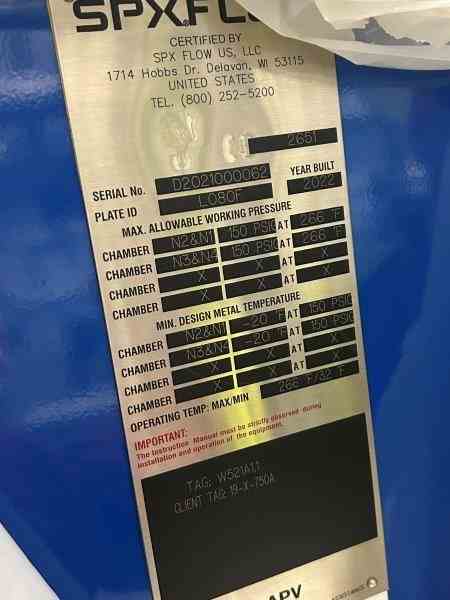 SPXFLOW
CERTIFIED BY
SPX FLOW US, LLC
1714 Hobbs Dr. Delavan, WI 53115
UNITED STATES
TEL. (800) 252-5200
2651
SERIAL No. D2021000062 YEAR BUILT
PLATE ID L080F 2022
MAX. ALLOWABLE WORKING PRESSURE
CHAMBER N2&N1 150 PSIG AT 266 °F
CHAMBER N3&N4 150 PSIG AT 266 °F
CHAMBER X X AT X
CHAMBER X X AT X
MIN. DESIGN METAL TEMPERATURE
CHAMBER N2&N1 -20 °F AT 150 PSIG
CHAMBER N3&N4 -20 °F AT 150 PSIG
CHAMBER X X AT X
CHAMBER X X AT X
OPERATING TEMP: MAX/MIN 266 °F/32 °F
IMPORTANT:
The Instruction Manual must be strictly observed during
installation and operation of the equipment.
TAG: W521A1.1
CLIENT TAG: 19-X-750A
APV